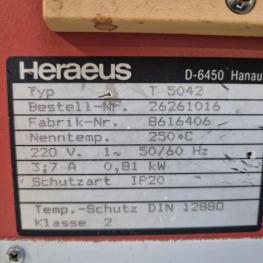 Heraeus D-6450 Hanau
Typ T 5042
Bestell-Nr. 26261016
Fabrik-Nr. 8616406
Nenntemp. 250°C
220 V. 1~ 50/60 Hz
3,7 A 0,81 kW
Schutzart IP20
Temp.-Schutz DIN 12880
Klasse 2